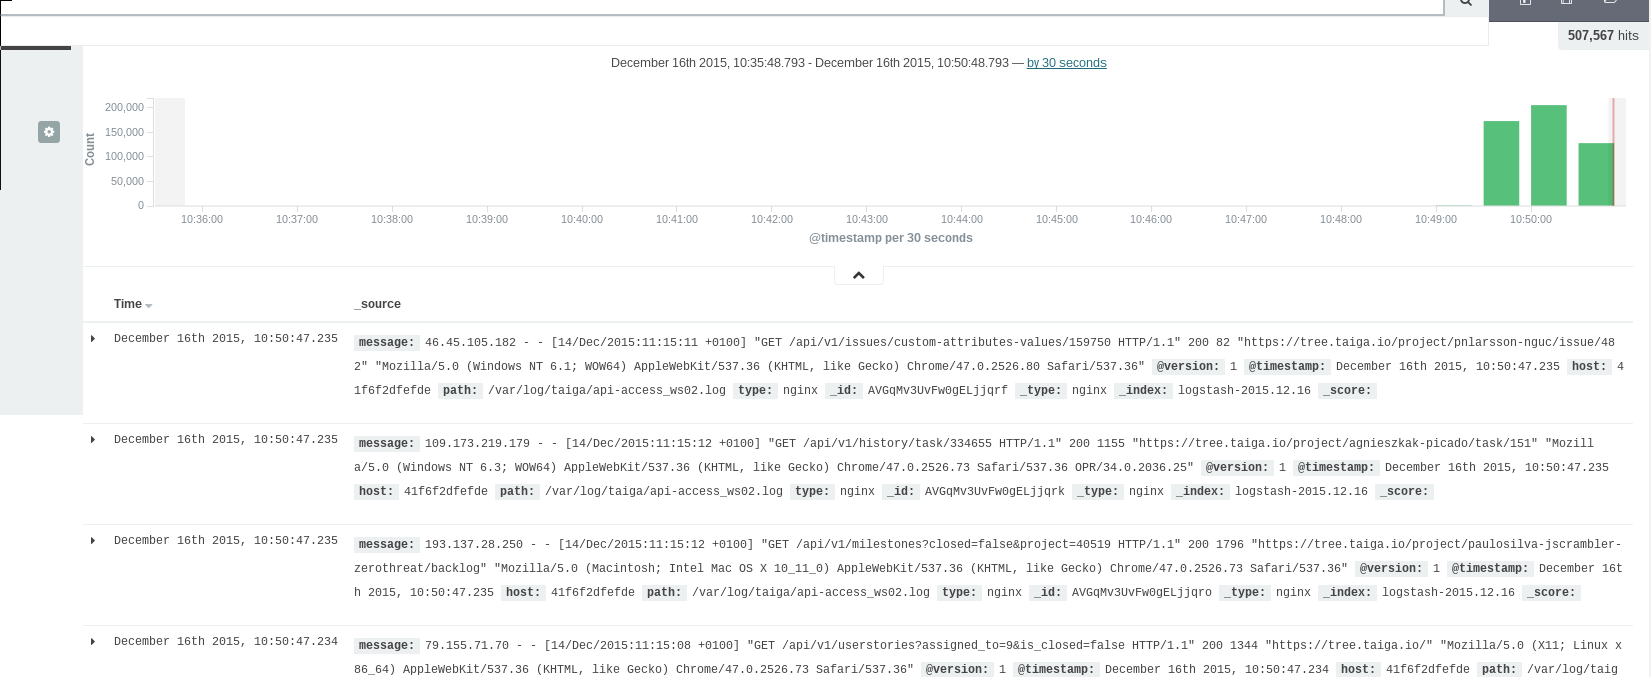 507,567 hits
December 16th 2015, 10:35:48.793 - December 16th 2015, 10:50:48.793 — by 30 seconds
200,000
150,000
100,000
50,000
0
Count
10:36:00 10:37:00 10:38:00 10:39:00 10:40:00 10:41:00 10:42:00 10:43:00 10:44:00 10:45:00 10:46:00 10:47:00 10:48:00 10:49:00 10:50:00
@timestamp per 30 seconds
Time _source
December 16th 2015, 10:50:47.235 message: 46.45.105.182 - - [14/Dec/2015:11:15:11 +0100] "GET /api/v1/issues/custom-attributes-values/159750 HTTP/1.1" 200 82 "https://tree.taiga.io/project/pnlarsson-nguc/issue/48
2" "Mozilla/5.0 (Windows NT 6.1; WOW64) AppleWebKit/537.36 (KHTML, like Gecko) Chrome/47.0.2526.80 Safari/537.36" @version: 1 @timestamp: December 16th 2015, 10:50:47.235 host: 4
1f6f2dfefde path: /var/log/taiga/api-access_ws02.log type: nginx _id: AVGqMv3UvFw0gELjjqrf _type: nginx _index: logstash-2015.12.16 _score:
December 16th 2015, 10:50:47.235 message: 109.173.219.179 - - [14/Dec/2015:11:15:12 +0100] "GET /api/v1/history/task/334655 HTTP/1.1" 200 1155 "https://tree.taiga.io/project/agnieszkak-picado/task/151" "Mozill
a/5.0 (Windows NT 6.3; WOW64) AppleWebKit/537.36 (KHTML, like Gecko) Chrome/47.0.2526.73 Safari/537.36 OPR/34.0.2036.25" @version: 1 @timestamp: December 16th 2015, 10:50:47.235
host: 41f6f2dfefde path: /var/log/taiga/api-access_ws02.log type: nginx _id: AVGqMv3UvFw0gELjjqrk _type: nginx _index: logstash-2015.12.16 _score:
December 16th 2015, 10:50:47.235 message: 193.137.28.250 - - [14/Dec/2015:11:15:12 +0100] "GET /api/v1/milestones?closed=false&project=40519 HTTP/1.1" 200 1796 "https://tree.taiga.io/project/paulosilva-jscrambler-
zerothreat/backlog" "Mozilla/5.0 (Macintosh; Intel Mac OS X 10_11_0) AppleWebKit/537.36 (KHTML, like Gecko) Chrome/47.0.2526.73 Safari/537.36" @version: 1 @timestamp: December 16t
h 2015, 10:50:47.235 host: 41f6f2dfefde path: /var/log/taiga/api-access_ws02.log type: nginx _id: AVGqMv3UvFw0gELjjqro _type: nginx _index: logstash-2015.12.16 _score:
December 16th 2015, 10:50:47.234 message: 79.155.71.70 - - [14/Dec/2015:11:15:08 +0100] "GET /api/v1/userstories?assigned_to=9&is_closed=false HTTP/1.1" 200 1344 "https://tree.taiga.io/" "Mozilla/5.0 (X11; Linux x
86_64) AppleWebKit/537.36 (KHTML, like Gecko) Chrome/47.0.2526.73 Safari/537.36" @version: 1 @timestamp: December 16th 2015, 10:50:47.234 host: 41f6f2dfefde path: /var/log/taig